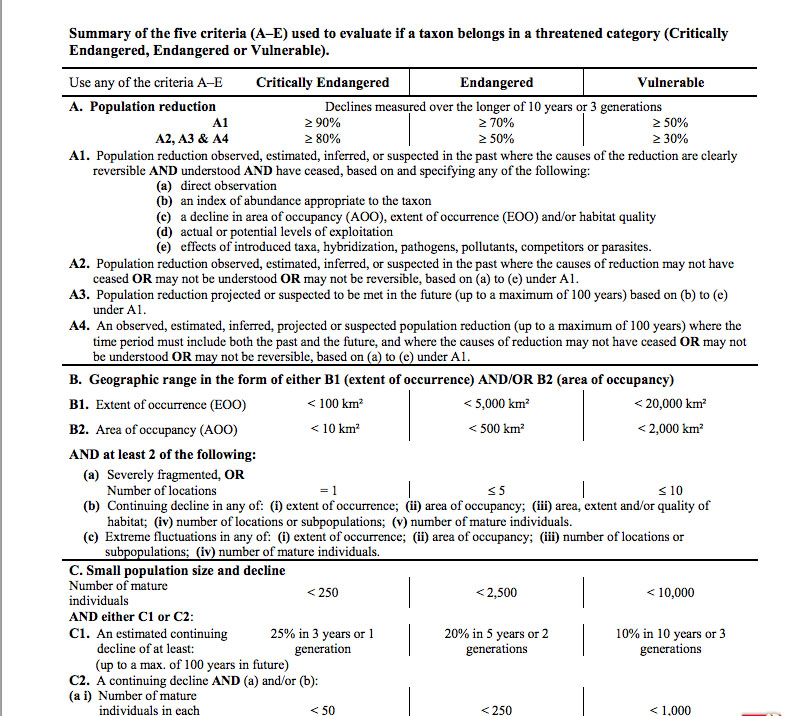 Summary of the five criteria (A–E) used to evaluate if a taxon belongs in a threatened category (Critically
Endangered, Endangered or Vulnerable).
Use any of the criteria A–E Critically Endangered Endangered Vulnerable
A. Population reduction Declines measured over the longer of 10 years or 3 generations
A1 ≥ 90% ≥ 70% ≥ 50%
A2, A3 & A4 ≥ 80% ≥ 50% ≥ 30%
A1. Population reduction observed, estimated, inferred, or suspected in the past where the causes of the reduction are clearly
reversible AND understood AND have ceased, based on and specifying any of the following:
(a) direct observation
(b) an index of abundance appropriate to the taxon
(c) a decline in area of occupancy (AOO), extent of occurrence (EOO) and/or habitat quality
(d) actual or potential levels of exploitation
(e) effects of introduced taxa, hybridization, pathogens, pollutants, competitors or parasites.
A2. Population reduction observed, estimated, inferred, or suspected in the past where the causes of reduction may not have
ceased OR may not be understood OR may not be reversible, based on (a) to (e) under A1.
A3. Population reduction projected or suspected to be met in the future (up to a maximum of 100 years) based on (b) to (e)
under A1.
A4. An observed, estimated, inferred, projected or suspected population reduction (up to a maximum of 100 years) where the
time period must include both the past and the future, and where the causes of reduction may not have ceased OR may not
be understood OR may not be reversible, based on (a) to (e) under A1.
B. Geographic range in the form of either B1 (extent of occurrence) AND/OR B2 (area of occupancy)
B1. Extent of occurrence (EOO) < 100 km² < 5,000 km² < 20,000 km²
B2. Area of occupancy (AOO) < 10 km² < 500 km² < 2,000 km²
AND at least 2 of the following:
(a) Severely fragmented, OR
Number of locations = 1 ≤ 5 ≤ 10
(b) Continuing decline in any of: (i) extent of occurrence; (ii) area of occupancy; (iii) area, extent and/or quality of
habitat; (iv) number of locations or subpopulations; (v) number of mature individuals.
(c) Extreme fluctuations in any of: (i) extent of occurrence; (ii) area of occupancy; (iii) number of locations or
subpopulations; (iv) number of mature individuals.
C. Small population size and decline
Number of mature
individuals < 250 < 2,500 < 10,000
AND either C1 or C2:
C1. An estimated continuing 25% in 3 years or 1 20% in 5 years or 2 10% in 10 years or 3
decline of at least: generation generations generations
(up to a max. of 100 years in future)
C2. A continuing decline AND (a) and/or (b):
(a i) Number of mature
individuals in each < 50 < 250 < 1,000